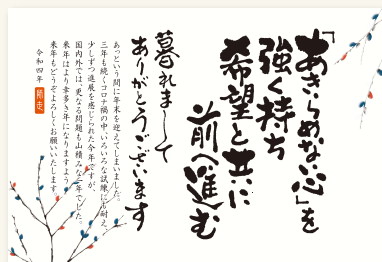 「あきらめない心」を
強く持ち
希望と共に
前へ進む
暮れまして
ありがとうございます
あっという間に年末を迎えてしまいました。
三年も続くコロナ禍の中、いろいろな試練にも耐え、
少しずつ進展を感じられた今年ですが、
国内外では、更なる問題も山積みな一年でした。
来年はより幸多き年になりますよう
来年もどうぞよろしくお願いいたします。
令和四年 師走